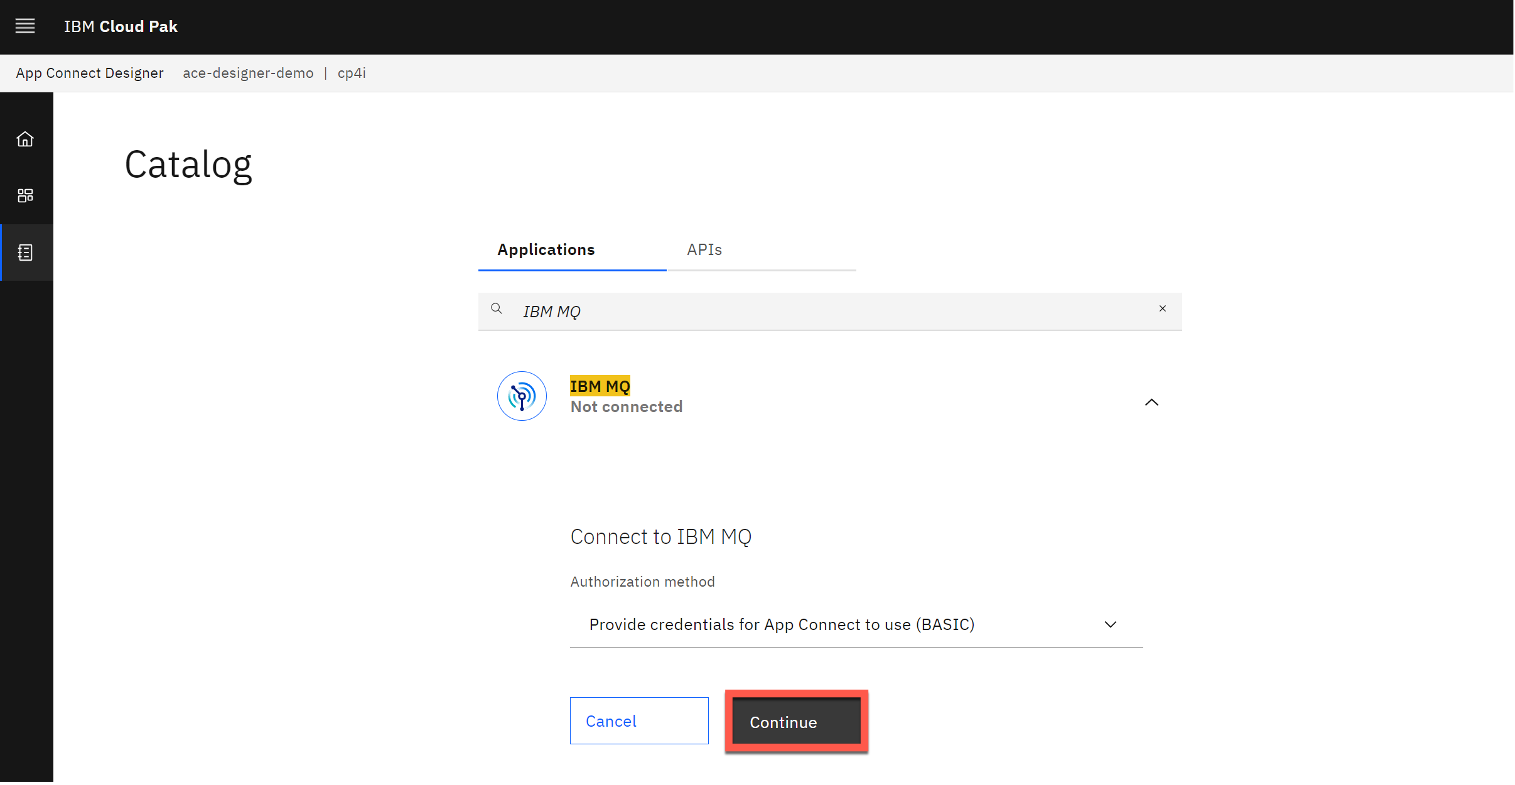 IBM Cloud Pak
App Connect Designer ace-designer-demo | cp4i
Catalog
Applications APIs
IBM MQ
IBM MQ
Not connected
Connect to IBM MQ
Authorization method
Provide credentials for App Connect to use (BASIC)
Cancel Continue